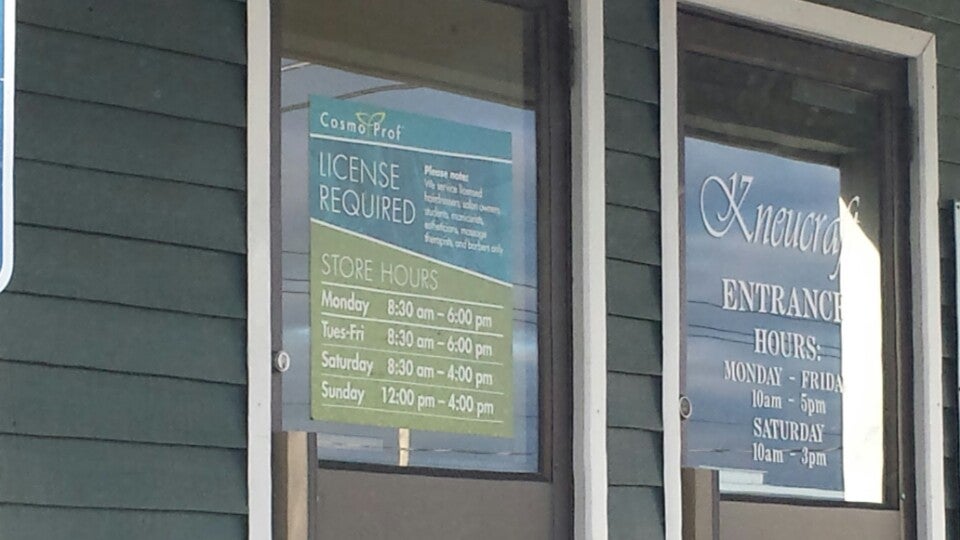 Cosmo Prof
LICENSE
REQUIRED
Please note:
We service licensed
hairdressers, salon owners,
students, manicurists,
estheticians, massage
therapists, and barbers only
STORE HOURS
Monday 8:30 am – 6:00 pm
Tues-Fri 8:30 am – 6:00 pm
Saturday 8:30 am – 4:00 pm
Sunday 12:00 pm – 4:00 pm
Kneucraft
ENTRANCE
HOURS:
MONDAY - FRIDA
10am - 5pm
SATURDAY
10am - 3pm